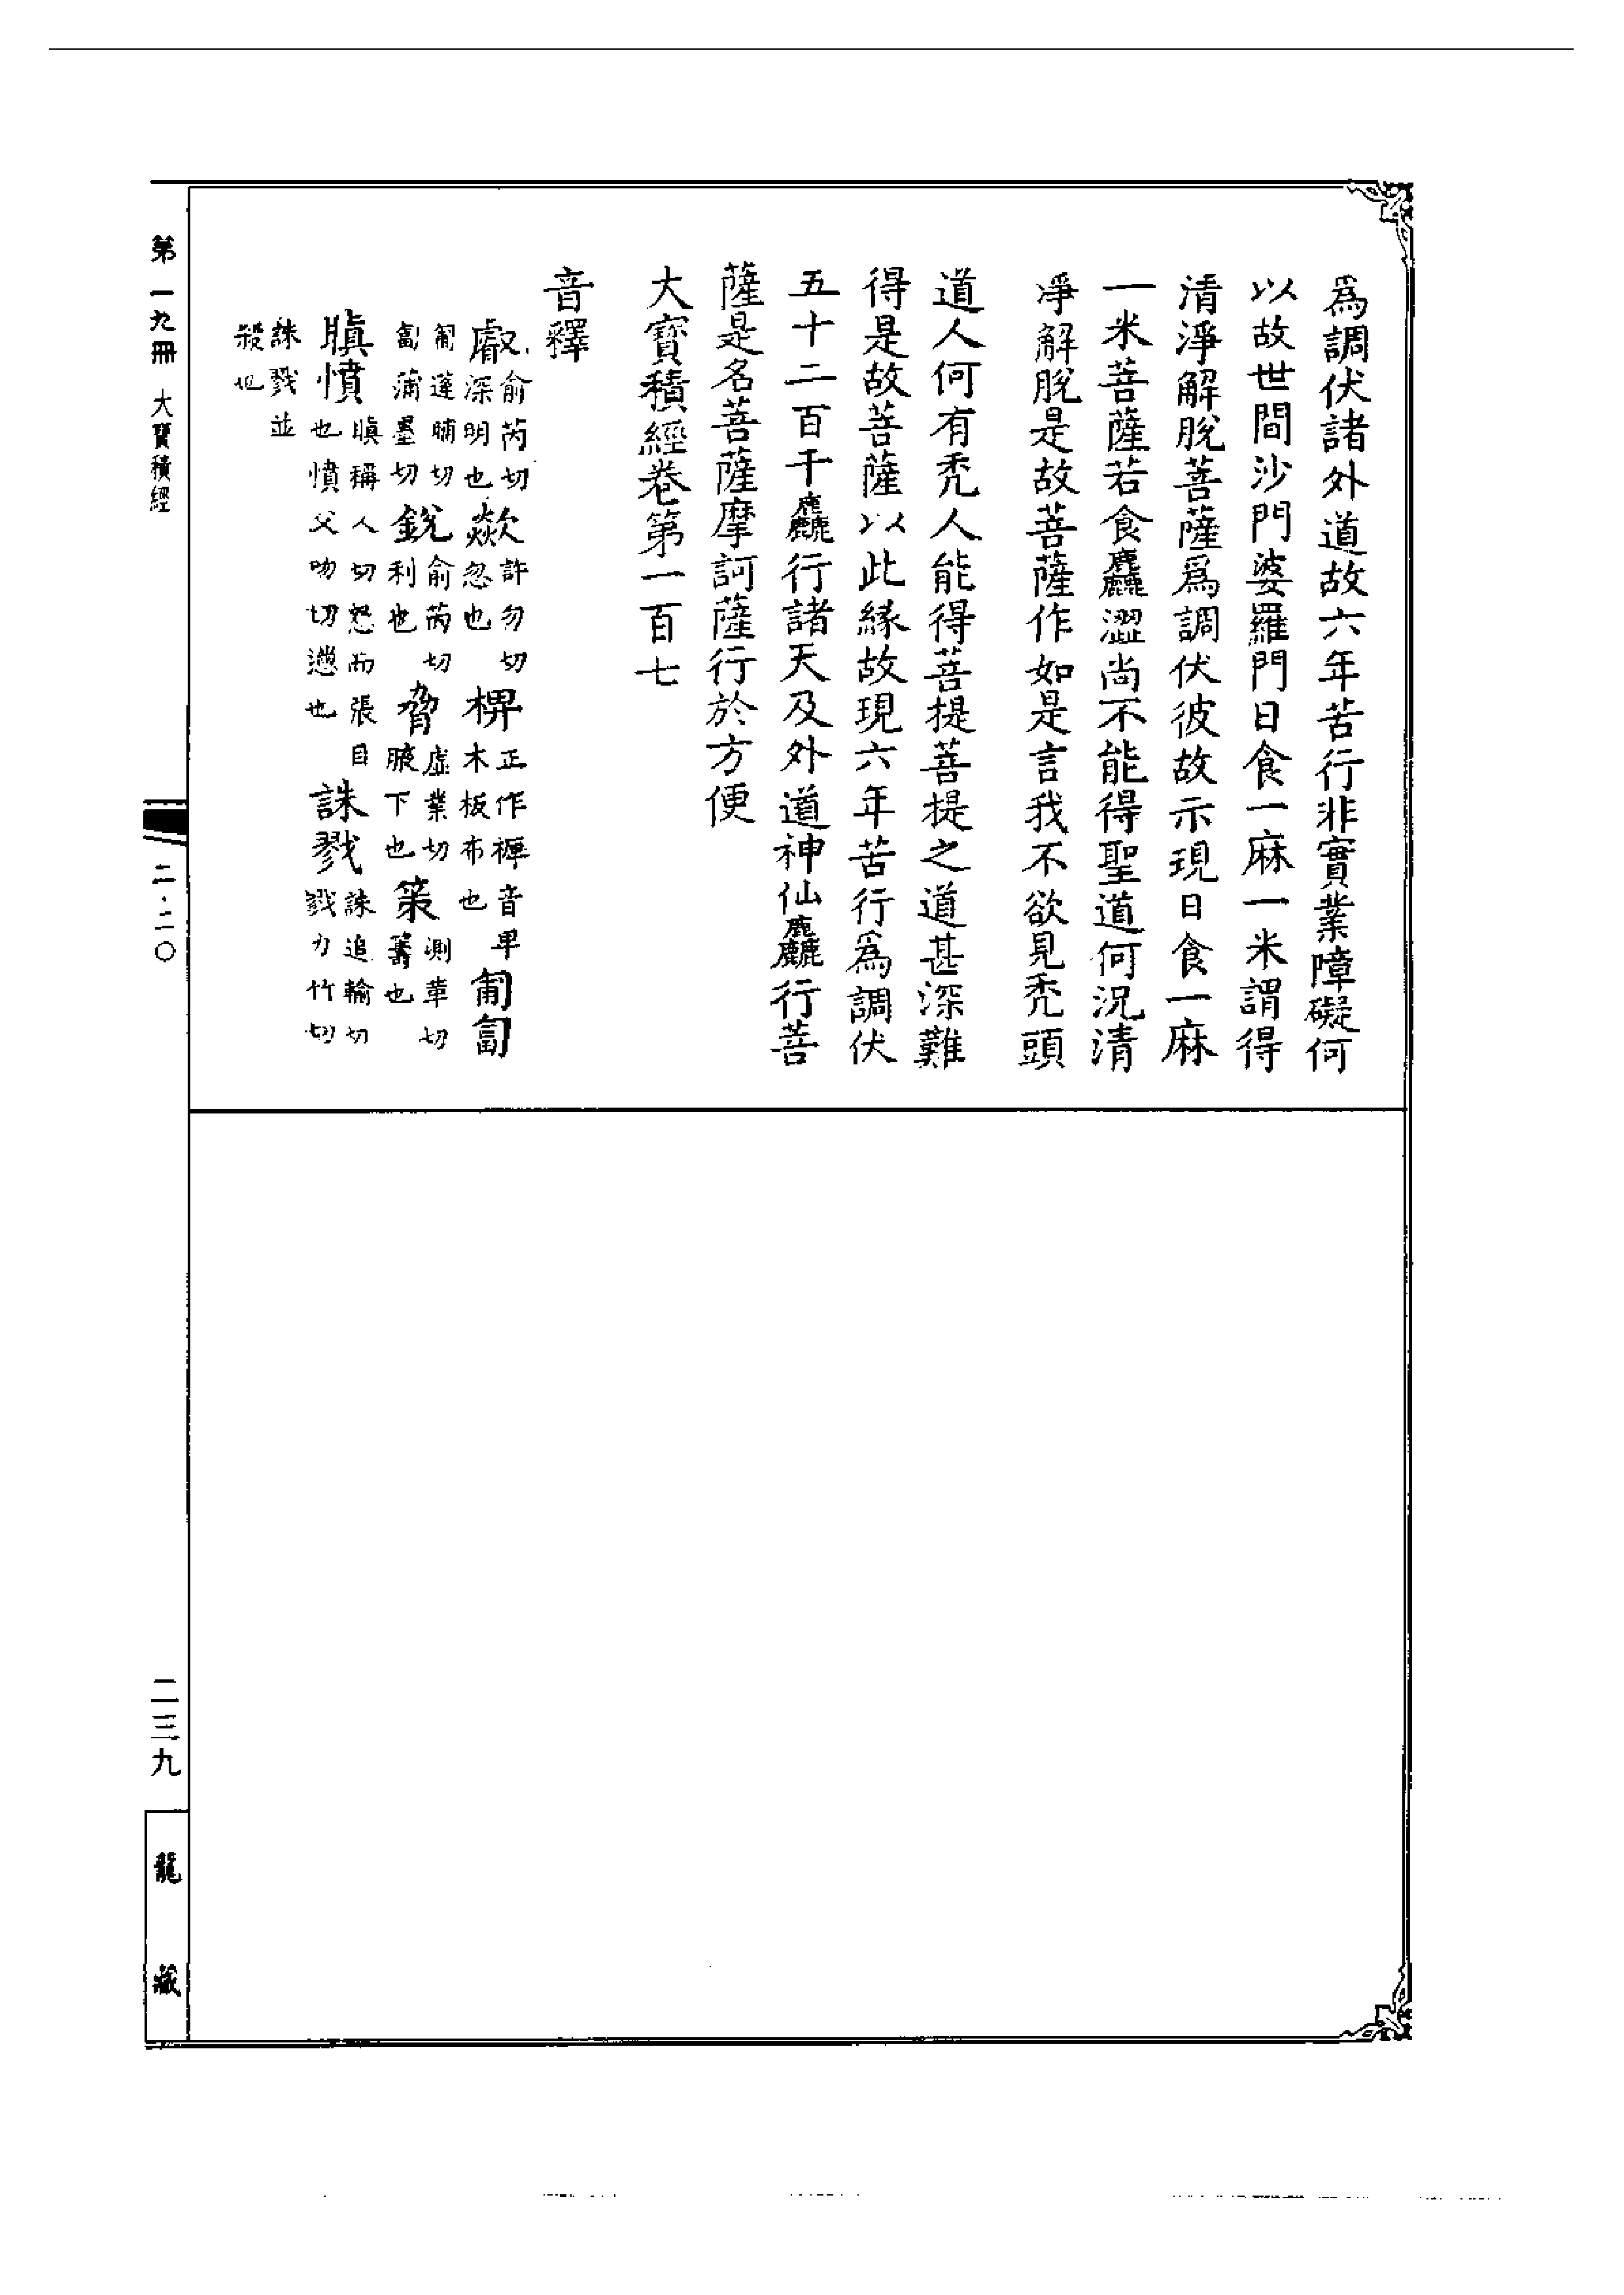 為調伏諸外道故六年苦行非實業障礙何
以故世間沙門婆羅門日食一麻一米謂得
清淨解脫菩薩爲調伏彼故示現日食一麻
一米菩薩若食麤澀尚不能得聖道何況清
淨解脫是故菩薩作如是言我不欲見禿頭
道人何有禿人能得菩提菩提之道甚深難
得是故菩薩以此緣故現六年苦行爲調伏
五十二百千麤行諸天及外道神仙麤行菩
薩是名菩薩摩訶薩行於方便
大寶積經卷第一百七
音釋
叡俞芮切深明也歘許勿切忽也椑正作椑音卑木板布也匍匐
匍蓬晡切匐蒲墨切銳俞芮切利也脅虛業切腋下也策測革切籌也
瞋憤瞋稱人切怒而張目也憤父吻切懣也誅戮誅追輸切戮力竹切
誅戮並殺也
第一九冊 大寶積經
二·二〇
二三九
龍藏